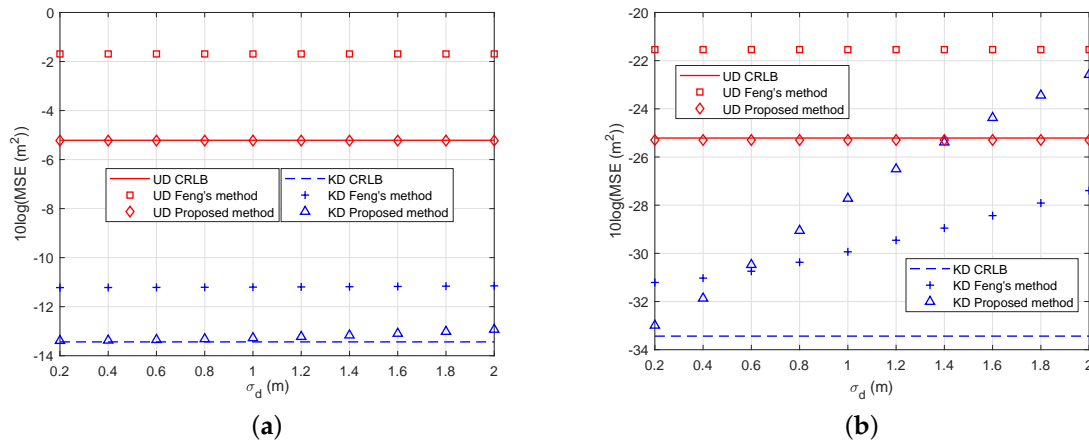 0
-2
-4
-6
-8
-10
-12
-14
10log(MSE (m²))
UD CRLB
UD Feng's method
UD Proposed method
KD CRLB
KD Feng's method
KD Proposed method
0.2 0.4 0.6 0.8 1 1.2 1.4 1.6 1.8 2
σd (m)
(a)
-20
-22
-24
-26
-28
-30
-32
-34
10log(MSE (m²))
UD CRLB
UD Feng's method
UD Proposed method
KD CRLB
KD Feng's method
KD Proposed method
0.2 0.4 0.6 0.8 1 1.2 1.4 1.6 1.8 2
σd (m)
(b)